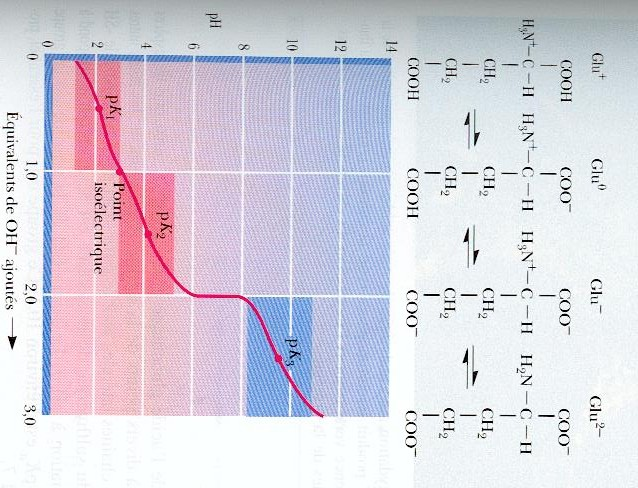 Glu⁺ Glu⁰ Glu⁻ Glu²⁻
COOH COO⁻ COO⁻ COO⁻
H₃N⁺—C—H H₃N⁺—C—H H₃N⁺—C—H H₂N—C—H
CH₂ CH₂ CH₂ CH₂
CH₂ CH₂ CH₂ CH₂
COOH COOH COO⁻ COO⁻
14
12
10
8
6
4
2
0
pH
pK₃
pK₂
pK₁
Point
isoélectrique
0 1,0 2,0 3,0
Équivalents de OH⁻ ajoutés